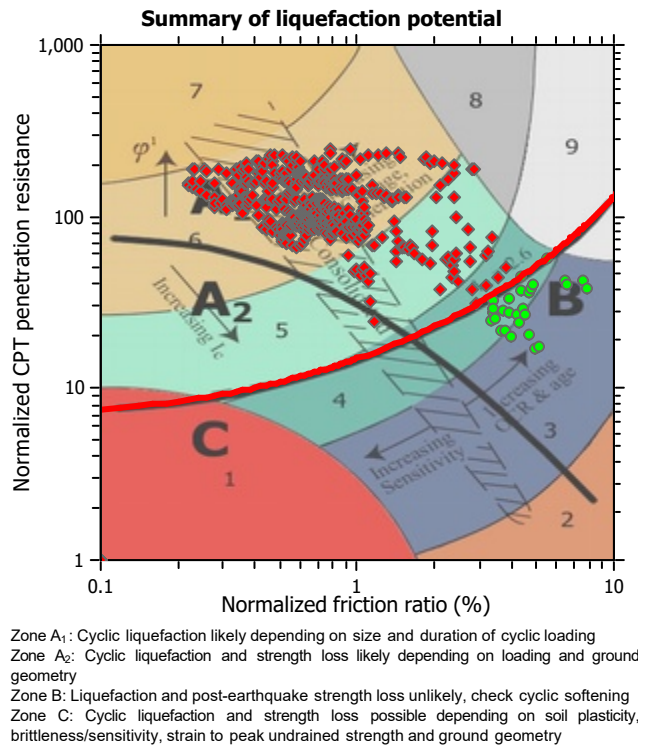 Summary of liquefaction potential
1,000
100
10
1
0.1
1
10
Normalized CPT penetration resistance
Normalized friction ratio (%)
7
8
9
φ'
6
A2
Increasing Ic
5
2.6
B
4
Increasing
OCR & age
3
Increasing
Sensitivity
C
1
2
Zone A1: Cyclic liquefaction likely depending on size and duration of cyclic loading
Zone A2: Cyclic liquefaction and strength loss likely depending on loading and ground
geometry
Zone B: Liquefaction and post-earthquake strength loss unlikely, check cyclic softening
Zone C: Cyclic liquefaction and strength loss possible depending on soil plasticity,
brittleness/sensitivity, strain to peak undrained strength and ground geometry